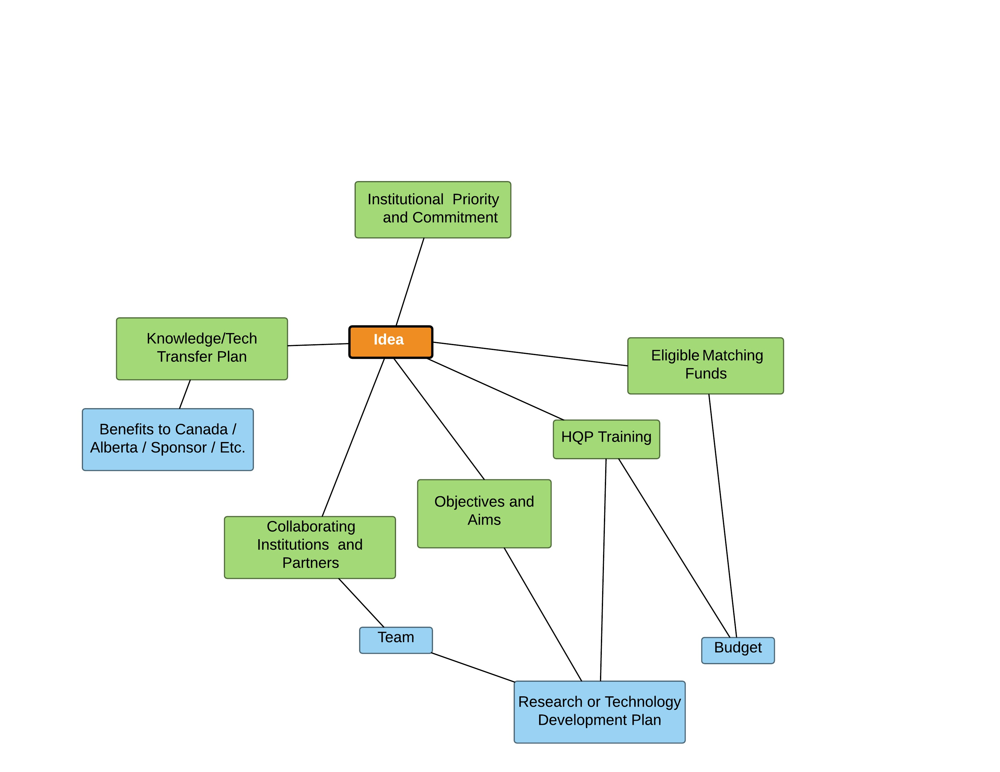 Institutional  Priority
and Commitment
Knowledge/Tech
Transfer Plan
Idea
Eligible Matching
Funds
Benefits to Canada /
Alberta / Sponsor / Etc.
HQP Training
Objectives and
Aims
Collaborating
Institutions  and
Partners
Team
Budget
Research or Technology
Development Plan